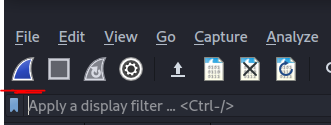 File Edit View Go Capture Analyze
Apply a display filter ... <Ctrl-/>